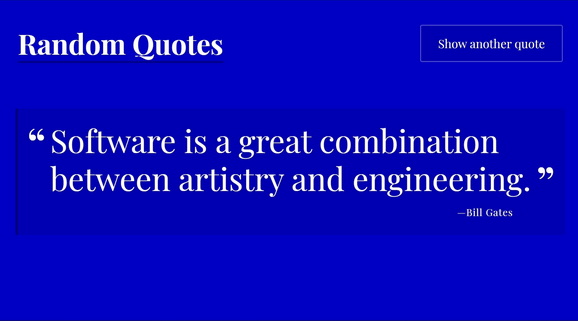 Random Quotes
Show another quote
“ Software is a great combination
between artistry and engineering. ”
—Bill Gates